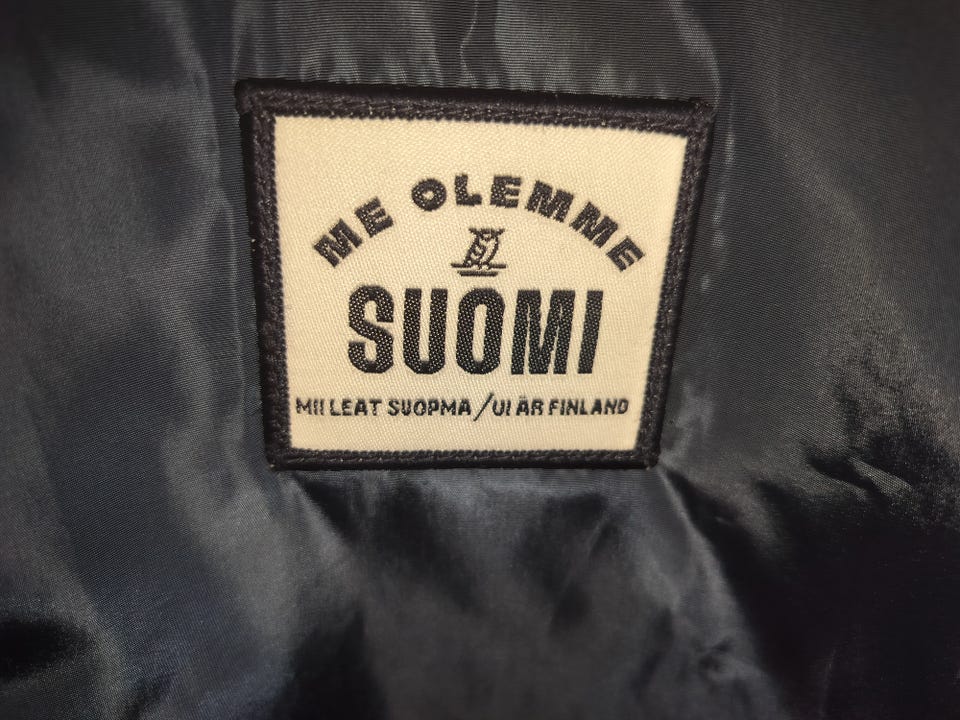 ME OLEMME
SUOMI
MII LEAT SUOPMA/VI ÄR FINLAND